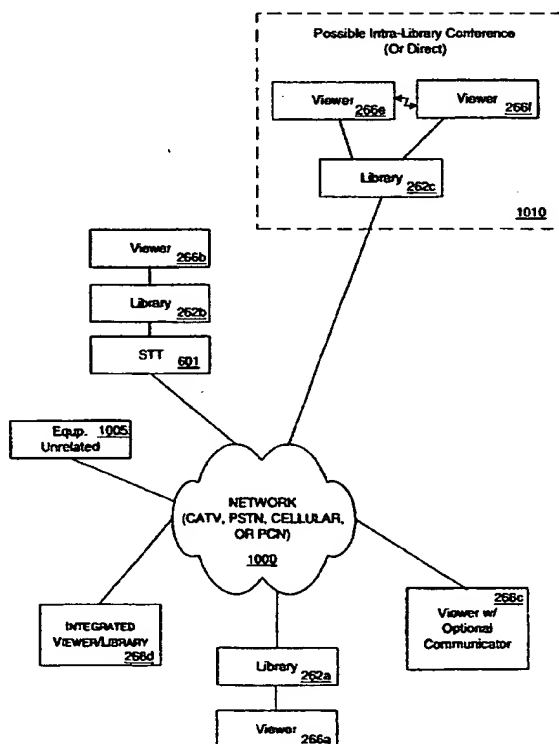 Possible Intra-Library Conference
(Or Direct)
Viewer
266e
Viewer
266f
Library
262c
1010
Viewer
266b
Library
262b
STT
601
Equp. 1005
Unrelated
NETWORK
(CATV, PSTN, CELLULAR,
OR PCN)
1000
INTEGRATED
VIEWER/LIBRARY
266d
266c
Viewer w/
Optional
Communicator
Library
262a
Viewer
266a